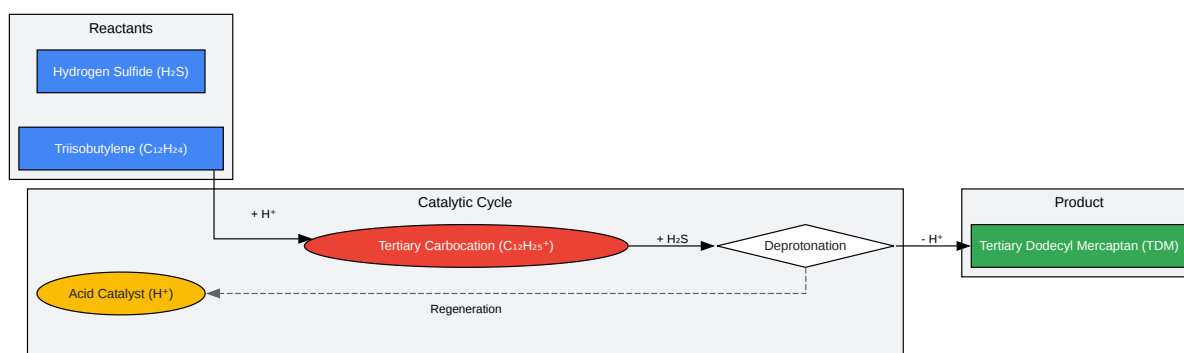 Reactants
Hydrogen Sulfide (H₂S)
Triisobutylene (C₁₂H₂₄)
Catalytic Cycle
+ H⁺
Tertiary Carbocation (C₁₂H₂₅⁺)
+ H₂S
Deprotonation
- H⁺
Acid Catalyst (H⁺)
Regeneration
Product
Tertiary Dodecyl Mercaptan (TDM)